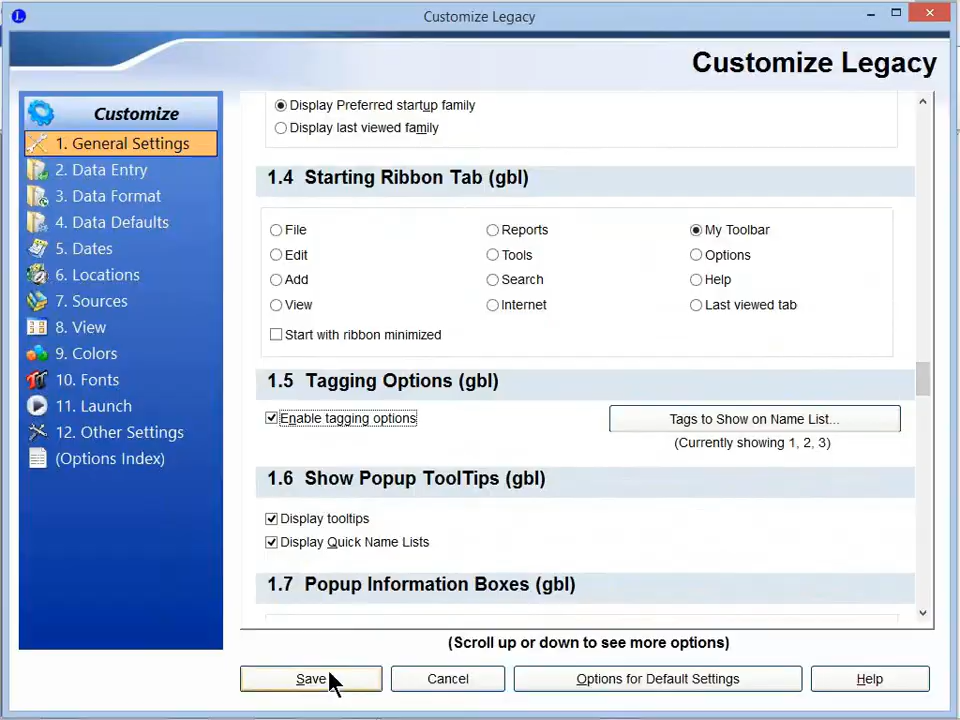 Customize Legacy
Customize Legacy
Customize
1. General Settings
2. Data Entry
3. Data Format
4. Data Defaults
5. Dates
6. Locations
7. Sources
8. View
9. Colors
10. Fonts
11. Launch
12. Other Settings
(Options Index)
Display Preferred startup family
Display last viewed family
1.4 Starting Ribbon Tab (gbl)
File Reports My Toolbar
Edit Tools Options
Add Search Help
View Internet Last viewed tab
Start with ribbon minimized
1.5 Tagging Options (gbl)
Enable tagging options Tags to Show on Name List...
(Currently showing 1, 2, 3)
1.6 Show Popup ToolTips (gbl)
Display tooltips
Display Quick Name Lists
1.7 Popup Information Boxes (gbl)
(Scroll up or down to see more options)
Save Cancel Options for Default Settings Help